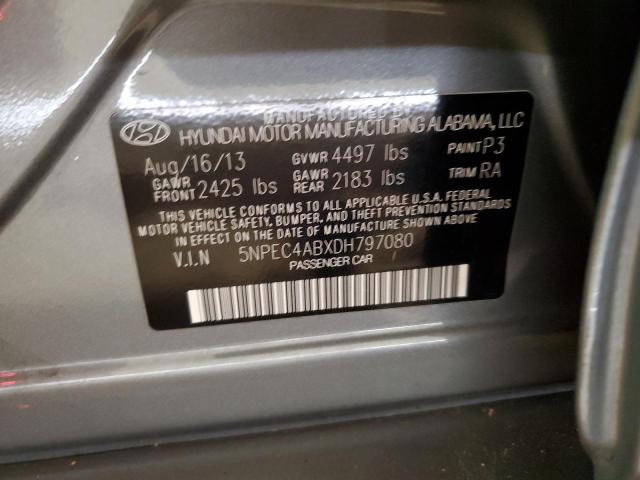 MANUFACTURED BY
HYUNDAI MOTOR MANUFACTURING ALABAMA, LLC
Aug/16/13 GVWR 4497 lbs PAINT P3
GAWR FRONT 2425 lbs GAWR REAR 2183 lbs TRIM RA
THIS VEHICLE CONFORMS TO ALL APPLICABLE U.S.A. FEDERAL
MOTOR VEHICLE SAFETY, BUMPER, AND THEFT PREVENTION
STANDARDS IN EFFECT ON THE DATE OF MANUFACTURE SHOWN ABOVE.
V.I.N 5NPEC4ABXDH797080
PASSENGER CAR